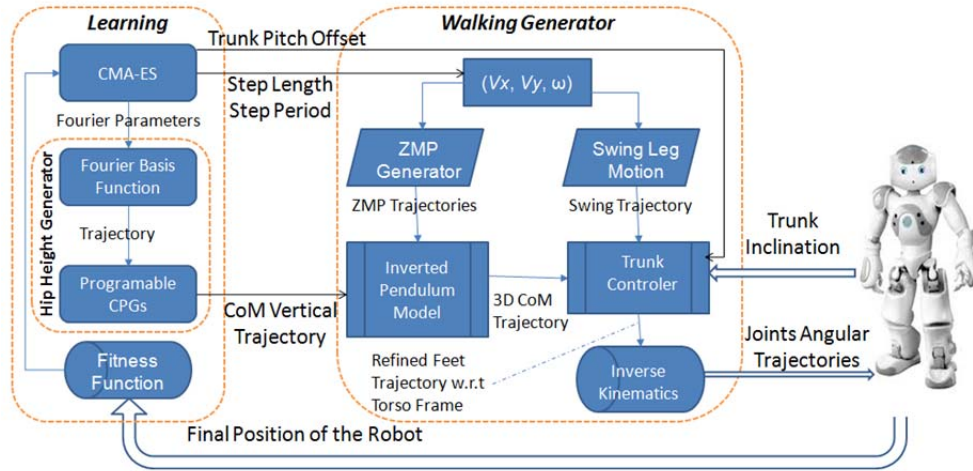 Learning
Walking Generator
Trunk Pitch Offset
CMA-ES
Step Length
Step Period
(Vx, Vy, ω)
Fourier Parameters
Hip Height Generator
Fourier Basis
Function
ZMP
Generator
Swing Leg
Motion
ZMP Trajectories
Swing Trajectory
Trajectory
Trunk
Inclination
Programable
CPGs
Inverted
Pendulum
Model
Trunk
Controler
CoM Vertical
Trajectory
3D CoM
Trajectory
Joints Angular
Trajectories
Fitness
Function
Refined Feet
Trajectory w.r.t
Torso Frame
Inverse
Kinematics
Final Position of the Robot